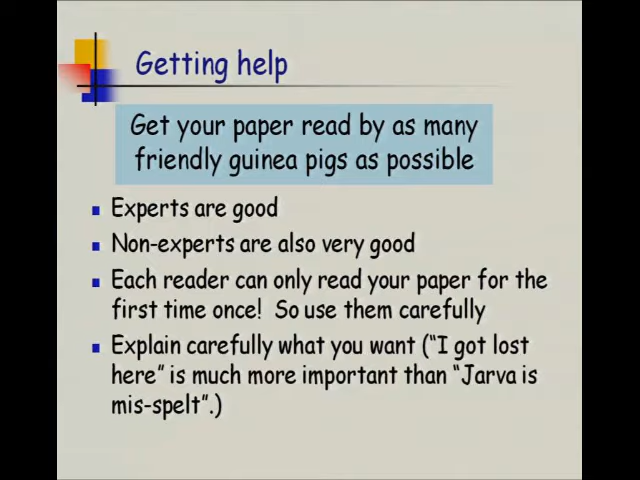 Getting help
Get your paper read by as many
friendly guinea pigs as possible
Experts are good
Non-experts are also very good
Each reader can only read your paper for the
first time once! So use them carefully
Explain carefully what you want (“I got lost
here” is much more important than “Jarva is
mis-spelt”.)